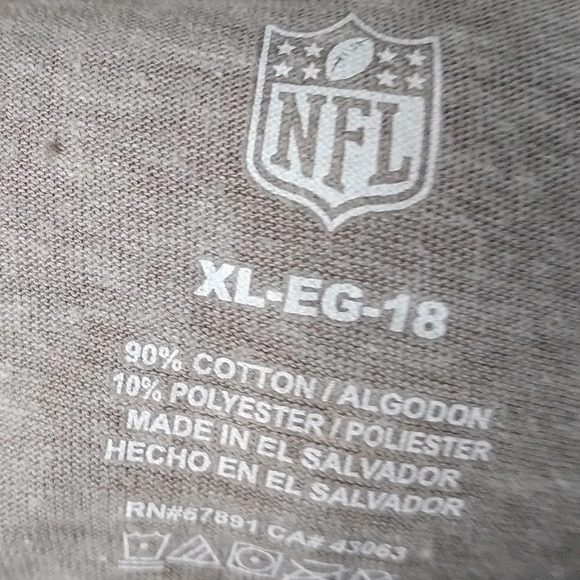 NFL
XL-EG-18
90% COTTON / ALGODON
10% POLYESTER / POLIESTER
MADE IN EL SALVADOR
HECHO EN EL SALVADOR
RN#67891 CA# 43063